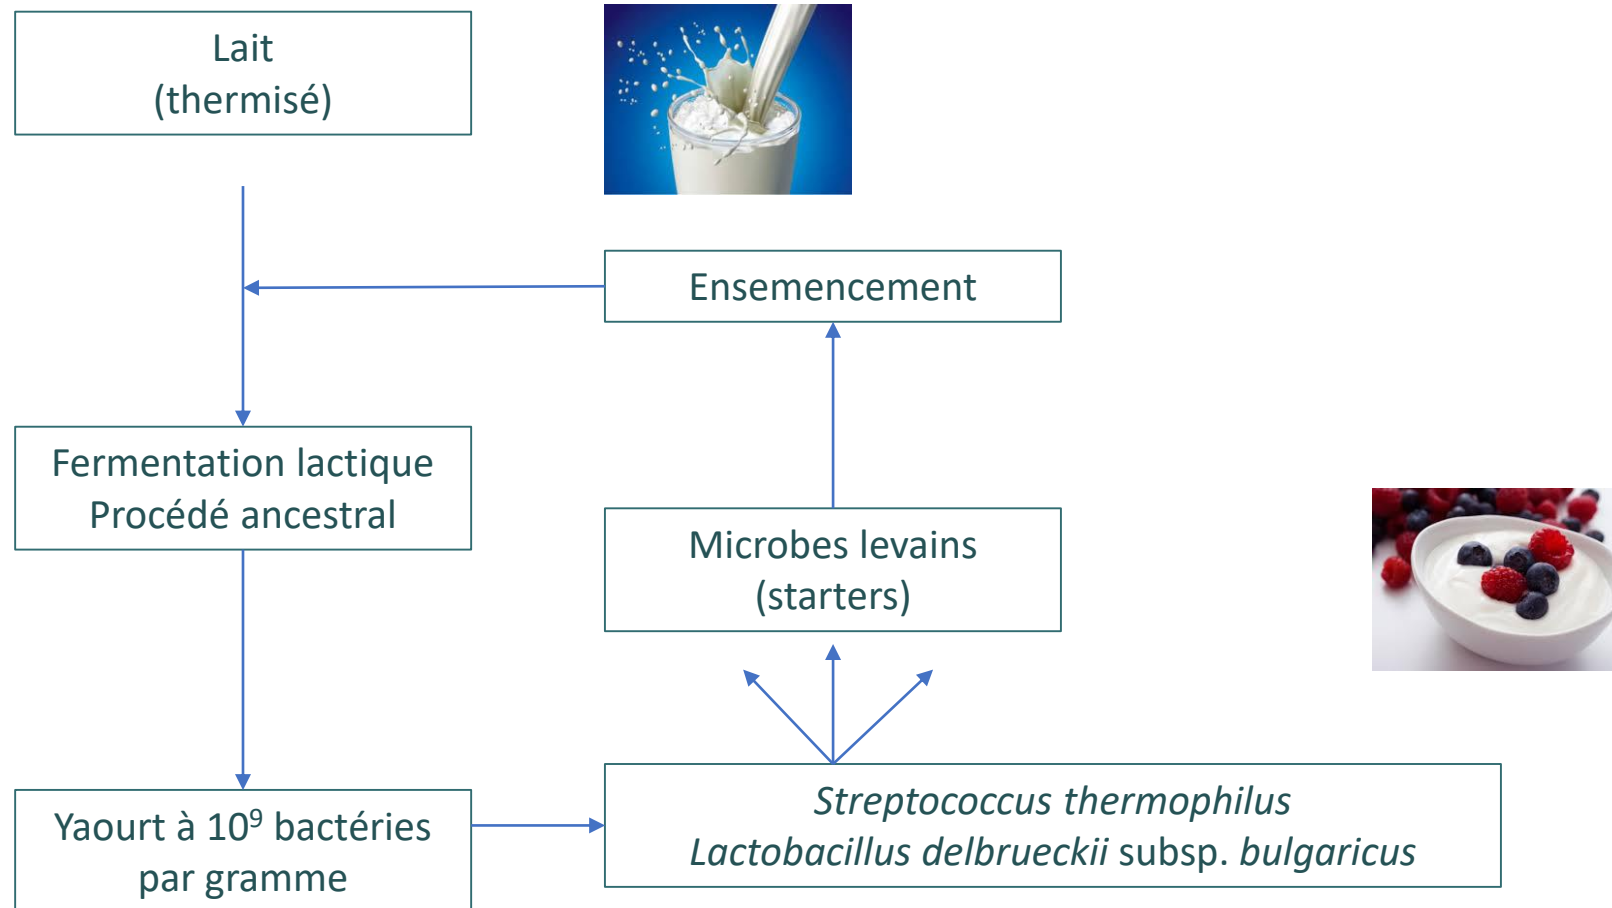 Lait
(thermisé)
Ensemencement
Fermentation lactique
Procédé ancestral
Microbes levains
(starters)
Yaourt à 10⁹ bactéries
par gramme
Streptococcus thermophilus
Lactobacillus delbrueckii subsp. bulgaricus